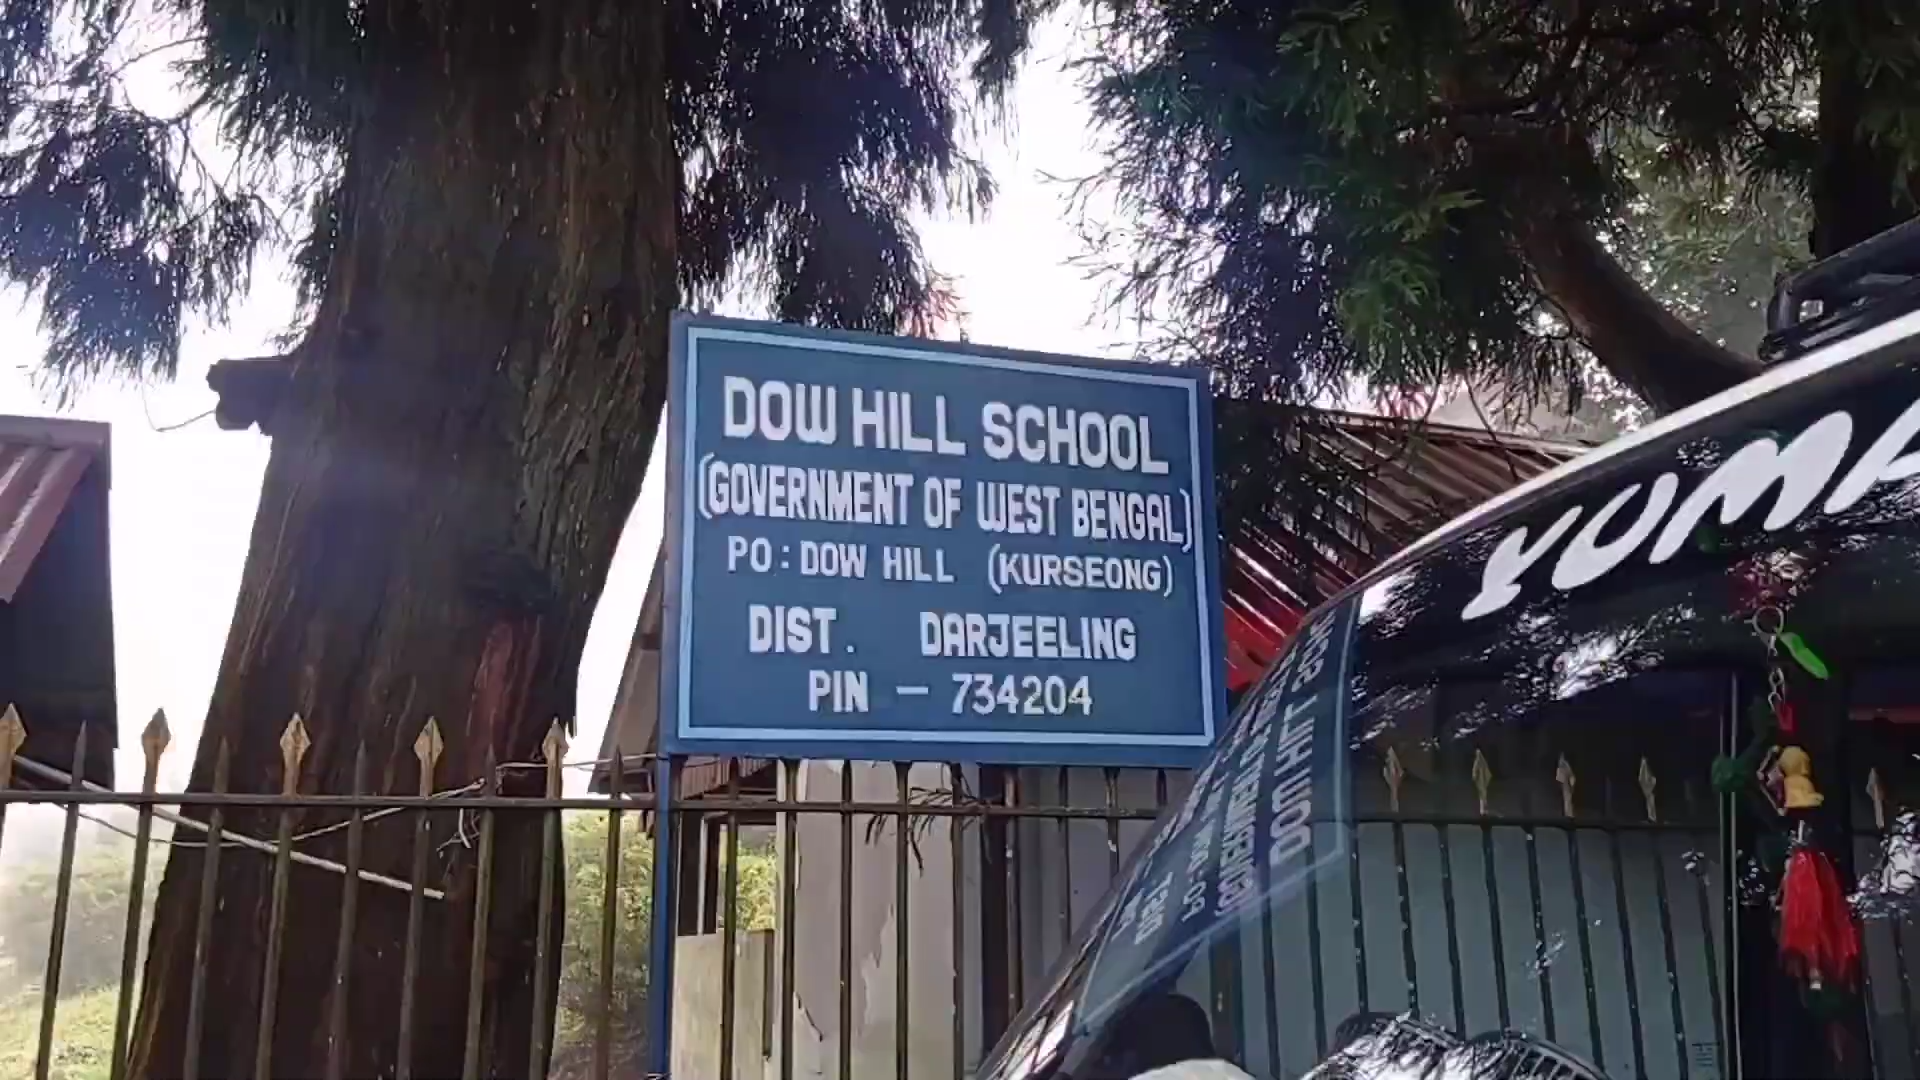 DOW HILL SCHOOL
(GOVERNMENT OF WEST BENGAL)
PO : DOW HILL (KURSEONG)
DIST. DARJEELING
PIN – 734204